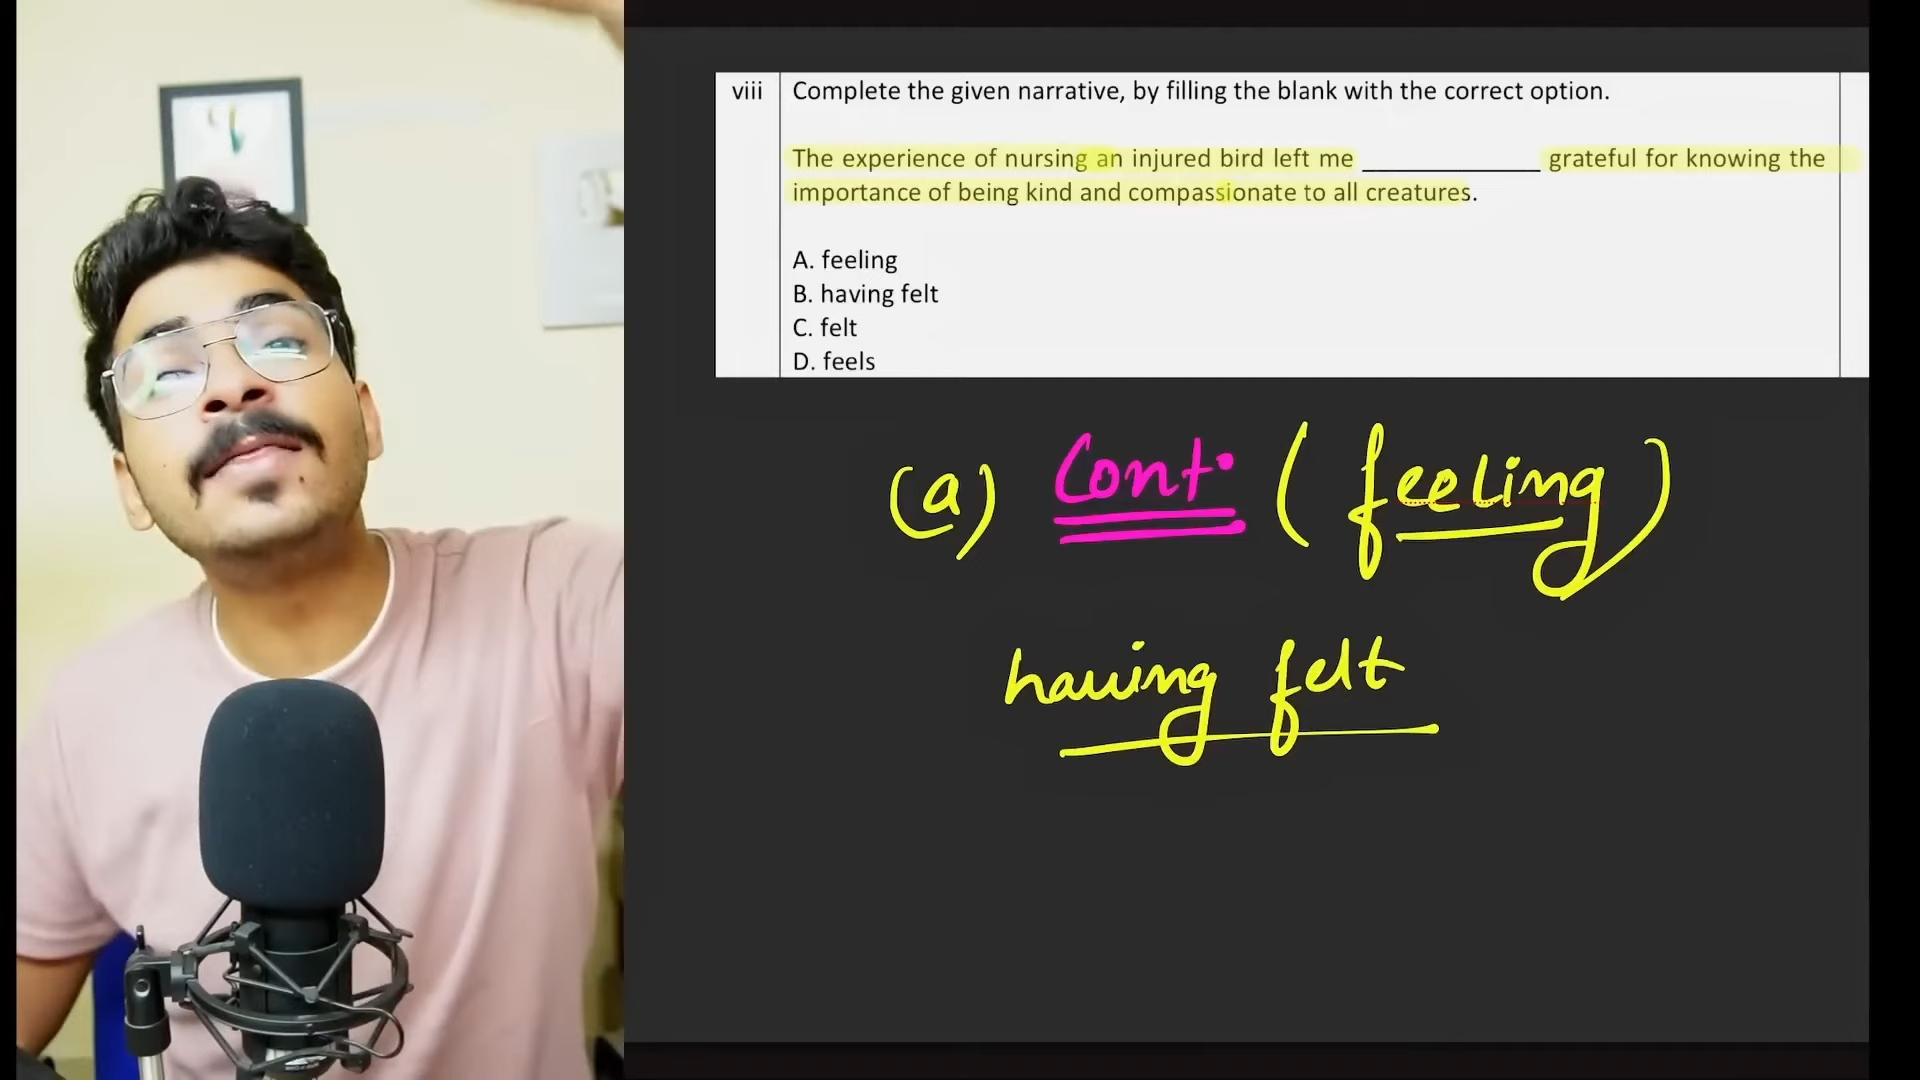 viii Complete the given narrative, by filling the blank with the correct option.
The experience of nursing an injured bird left me ______________ grateful for knowing the
importance of being kind and compassionate to all creatures.
A. feeling
B. having felt
C. felt
D. feels
(a) Cont. (feeling)
having felt